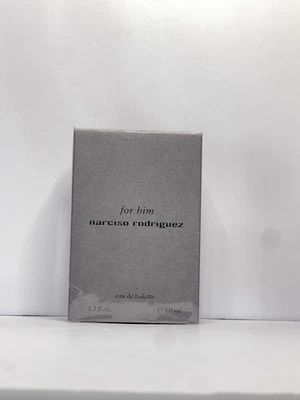 for him
narciso rodriguez
eau de toilette